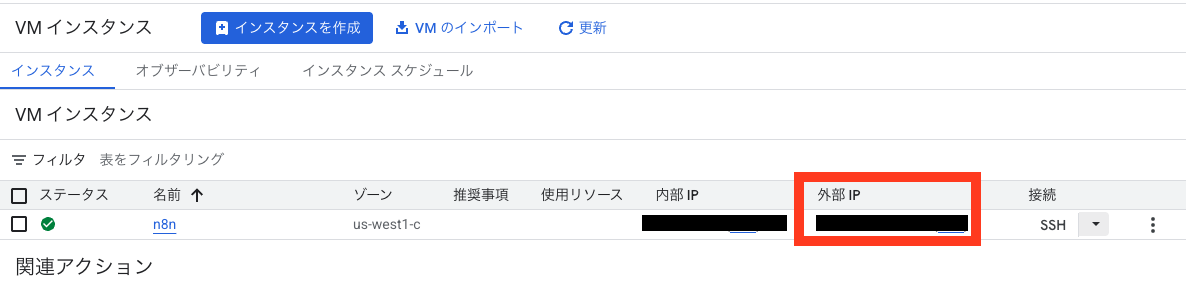 VM インスタンス インスタンスを作成 VM のインポート 更新
インスタンス オブザーバビリティ インスタンス スケジュール
VM インスタンス
フィルタ 表をフィルタリング
ステータス 名前 ゾーン 推奨事項 使用リソース 内部 IP 外部 IP 接続
n8n us-west1-c SSH
関連アクション